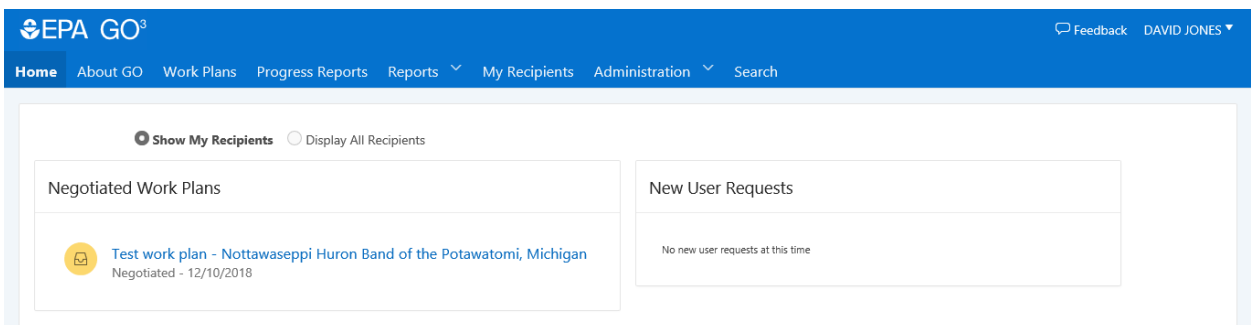 EPA GO³
Feedback DAVID JONES
Home About GO Work Plans Progress Reports Reports My Recipients Administration Search
Show My Recipients Display All Recipients
Negotiated Work Plans
Test work plan - Nottawaseppi Huron Band of the Potawatomi, Michigan
Negotiated - 12/10/2018
New User Requests
No new user requests at this time